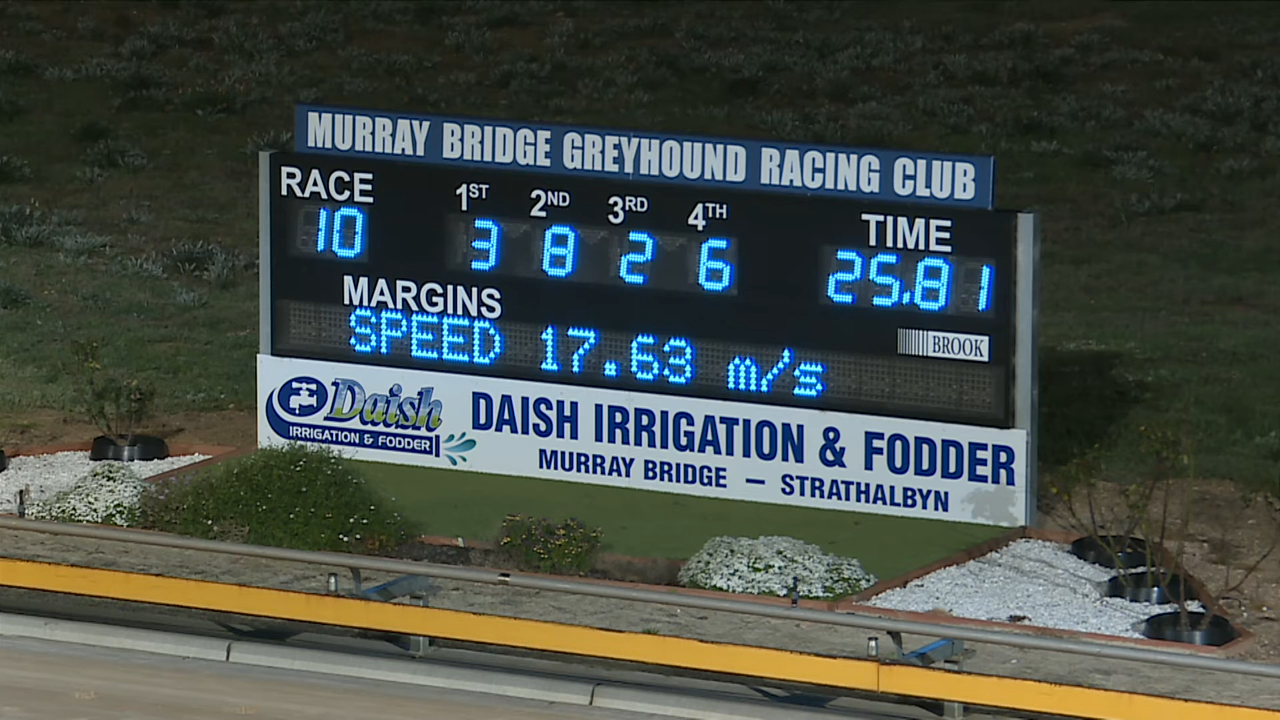 MURRAY BRIDGE GREYHOUND RACING CLUB
RACE 1ST 2ND 3RD 4TH TIME
10 3 8 2 6 25.81
MARGINS
SPEED 17.63 m/s
BROOK
Daish
IRRIGATION & FODDER
DAISH IRRIGATION & FODDER
MURRAY BRIDGE — STRATHALBYN